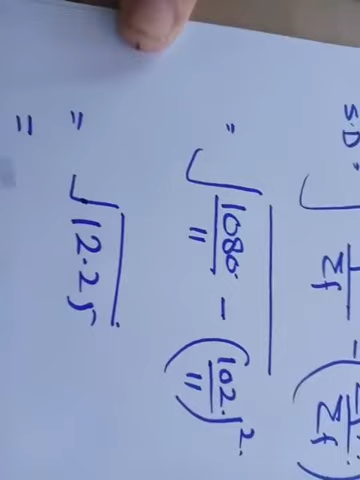 S.D = √ Σf - ( Σf
= √ 1080/11 - (102/11)².
= √12.25
=